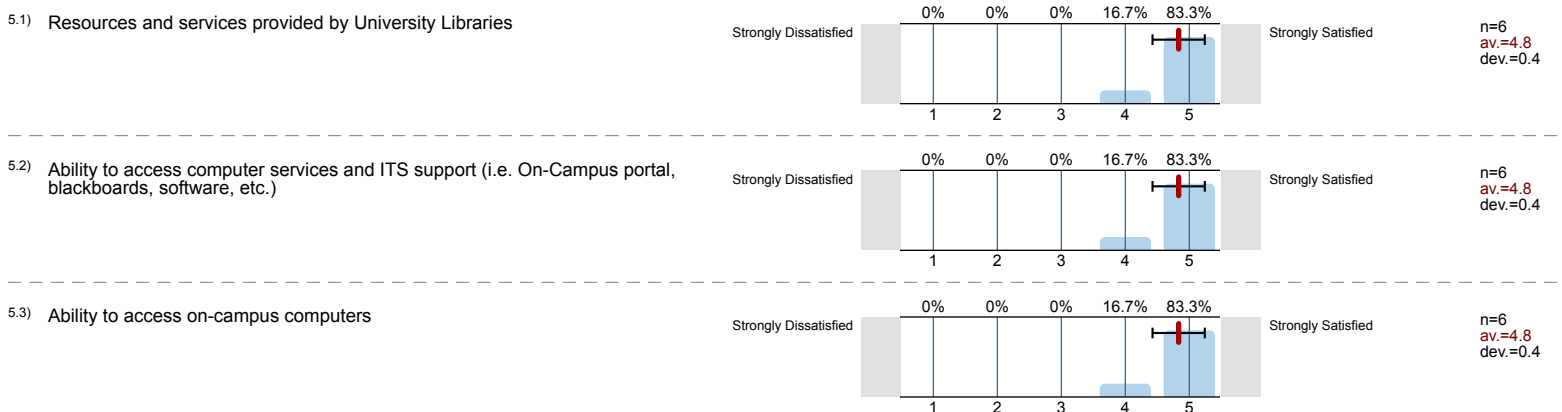 5.1) Resources and services provided by University Libraries
0% 0% 0% 16.7% 83.3%
Strongly Dissatisfied Strongly Satisfied
n=6
av.=4.8
dev.=0.4
1 2 3 4 5
5.2) Ability to access computer services and ITS support (i.e. On-Campus portal,
blackboards, software, etc.)
0% 0% 0% 16.7% 83.3%
Strongly Dissatisfied Strongly Satisfied
n=6
av.=4.8
dev.=0.4
1 2 3 4 5
5.3) Ability to access on-campus computers
0% 0% 0% 16.7% 83.3%
Strongly Dissatisfied Strongly Satisfied
n=6
av.=4.8
dev.=0.4
1 2 3 4 5